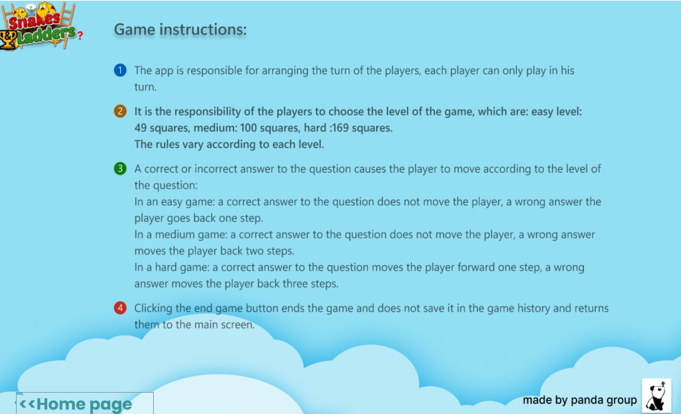 Snakes
Ladders?
Game instructions:
1 The app is responsible for arranging the turn of the players, each player can only play in his
turn.
2 It is the responsibility of the players to choose the level of the game, which are: easy level:
49 squares, medium: 100 squares, hard :169 squares.
The rules vary according to each level.
3 A correct or incorrect answer to the question causes the player to move according to the level of
the question:
In an easy game: a correct answer to the question does not move the player, a wrong answer the
player goes back one step.
In a medium game: a correct answer to the question does not move the player, a wrong answer
moves the player back two steps.
In a hard game: a correct answer to the question moves the player forward one step, a wrong
answer moves the player back three steps.
4 Clicking the end game button ends the game and does not save it in the game history and returns
them to the main screen.
<<Home page
made by panda group